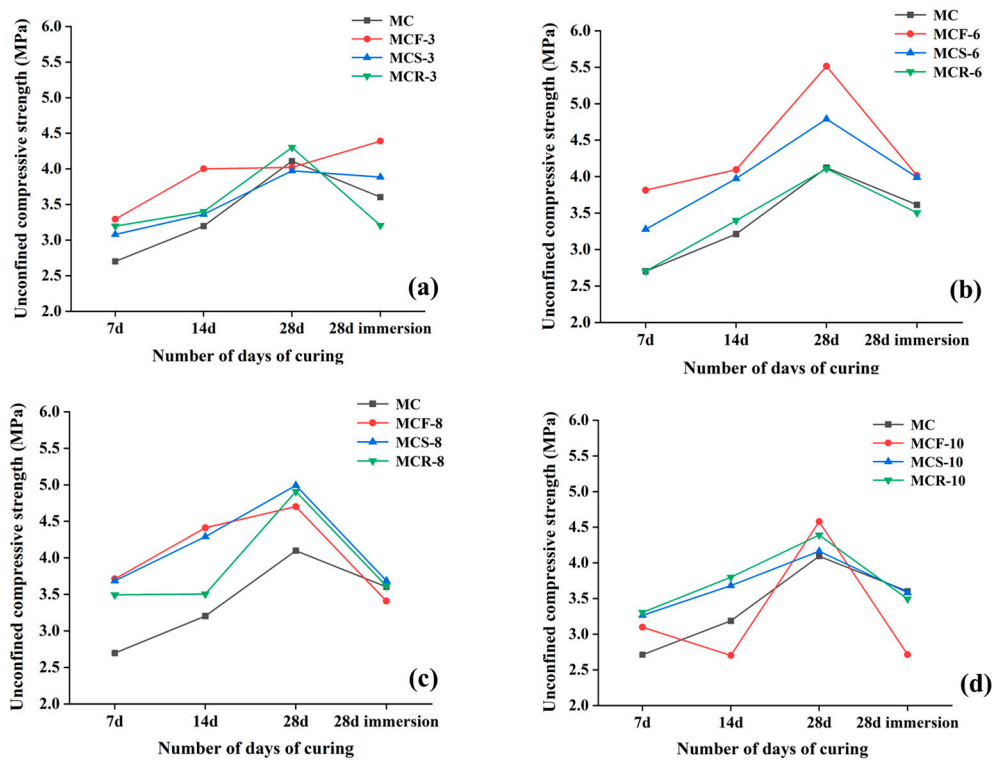 Unconfined compressive strength (MPa)
6.0
5.5
5.0
4.5
4.0
3.5
3.0
2.5
2.0
MC
MCF-3
MCS-3
MCR-3
(a)
7d 14d 28d 28d immersion
Number of days of curing
Unconfined compressive strength (MPa)
6.0
5.5
5.0
4.5
4.0
3.5
3.0
2.5
2.0
MC
MCF-6
MCS-6
MCR-6
(b)
7d 14d 28d 28d immersion
Number of days of curing
Unconfined compressive strength (MPa)
6.0
5.5
5.0
4.5
4.0
3.5
3.0
2.5
2.0
MC
MCF-8
MCS-8
MCR-8
(c)
7d 14d 28d 28d immersion
Number of days of curing
Unconfined compressive strength (MPa)
6.0
5.5
5.0
4.5
4.0
3.5
3.0
2.5
2.0
MC
MCF-10
MCS-10
MCR-10
(d)
7d 14d 28d 28d immersion
Number of days of curing